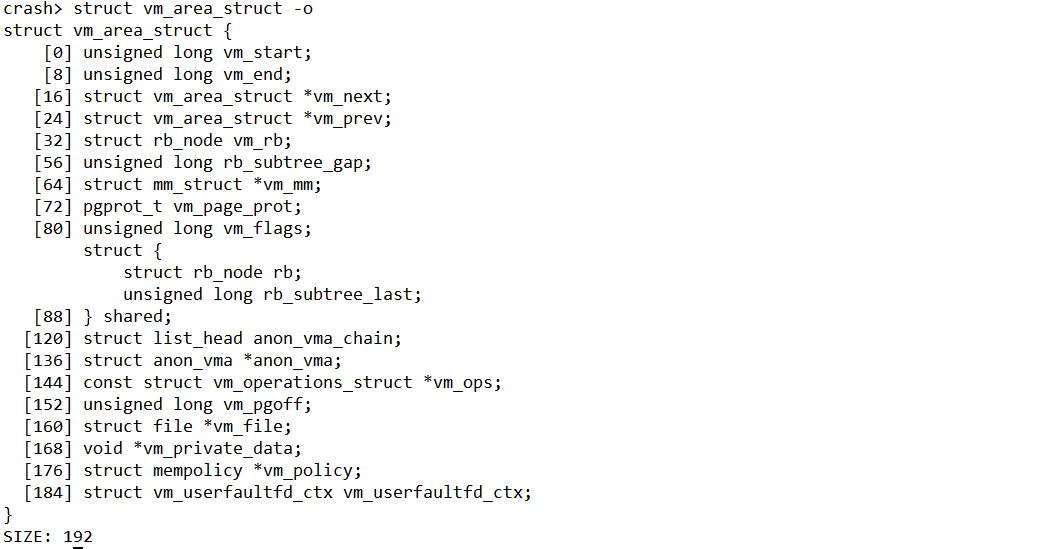 crash> struct vm_area_struct -o
struct vm_area_struct {
    [0] unsigned long vm_start;
    [8] unsigned long vm_end;
   [16] struct vm_area_struct *vm_next;
   [24] struct vm_area_struct *vm_prev;
   [32] struct rb_node vm_rb;
   [56] unsigned long rb_subtree_gap;
   [64] struct mm_struct *vm_mm;
   [72] pgprot_t vm_page_prot;
   [80] unsigned long vm_flags;
        struct {
            struct rb_node rb;
            unsigned long rb_subtree_last;
   [88] } shared;
  [120] struct list_head anon_vma_chain;
  [136] struct anon_vma *anon_vma;
  [144] const struct vm_operations_struct *vm_ops;
  [152] unsigned long vm_pgoff;
  [160] struct file *vm_file;
  [168] void *vm_private_data;
  [176] struct mempolicy *vm_policy;
  [184] struct vm_userfaultfd_ctx vm_userfaultfd_ctx;
}
SIZE: 192